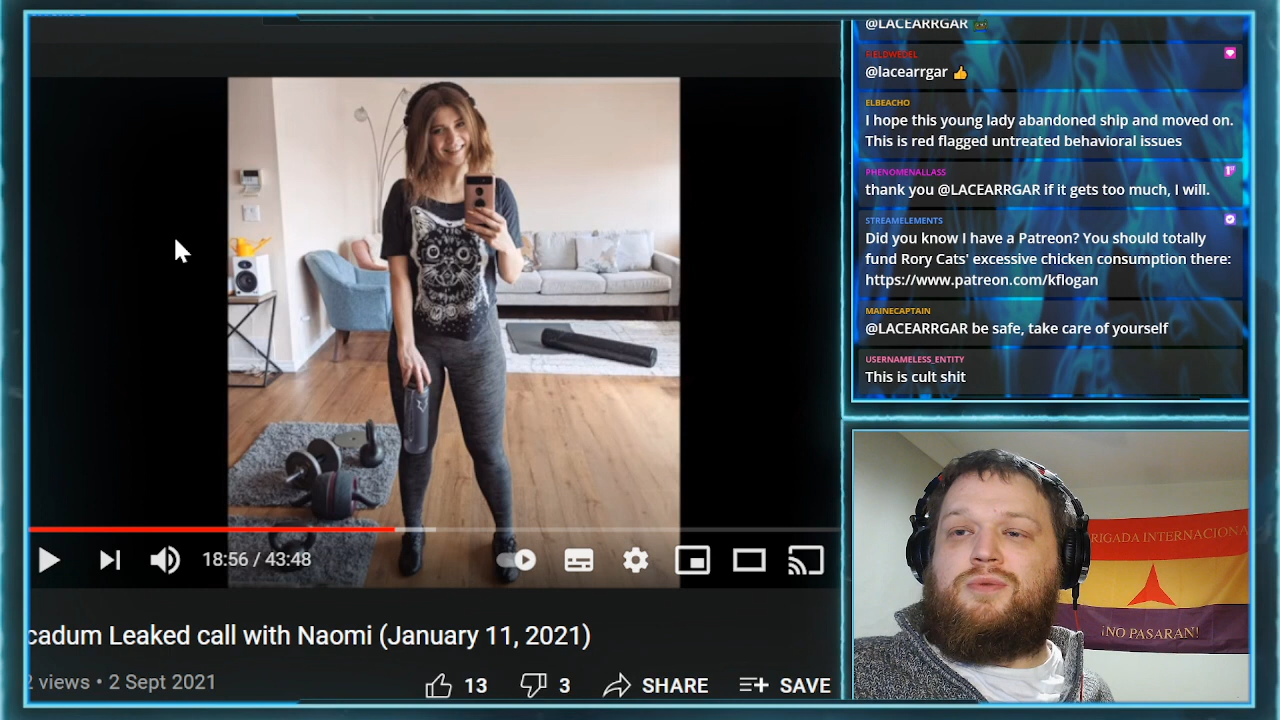 18:56 / 43:48
cadum Leaked call with Naomi (January 11, 2021)
views • 2 Sept 2021
13
3
SHARE
SAVE
@LACEARRGAR
FIELDWEDEL
@lacearrgar 👍
ELBEACHO
I hope this young lady abandoned ship and moved on.
This is red flagged untreated behavioral issues
PHENOMENALLASS
thank you @LACEARRGAR if it gets too much, I will.
STREAMELEMENTS
Did you know I have a Patreon? You should totally
fund Rory Cats' excessive chicken consumption there:
https://www.patreon.com/kflogan
MAINECAPTAIN
@LACEARRGAR be safe, take care of yourself
USERNAMELESS_ENTITY
This is cult shit
RIGADA INTERNACIONA
¡NO PASARAN!